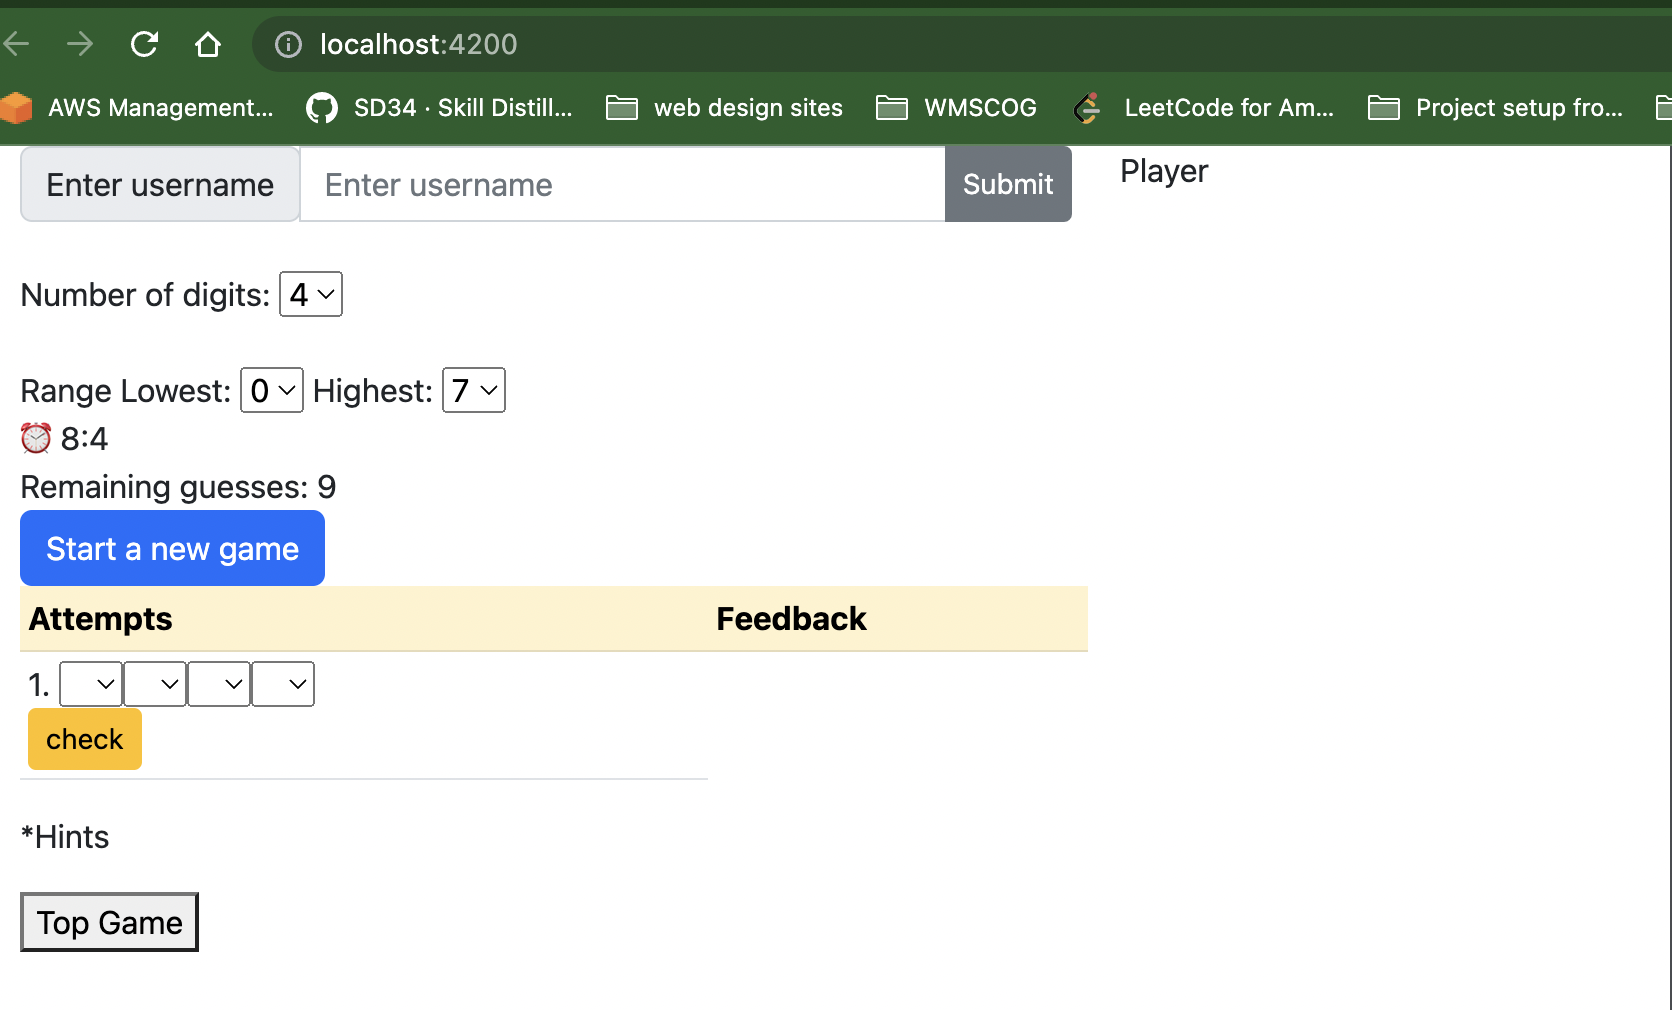 localhost:4200
AWS Management... SD34 · Skill Distill... web design sites WMSCOG LeetCode for Am... Project setup fro...
Enter username Enter username Submit Player
Number of digits: 4
Range Lowest: 0 Highest: 7
8:4
Remaining guesses: 9
Start a new game
Attempts Feedback
1.
check
*Hints
Top Game